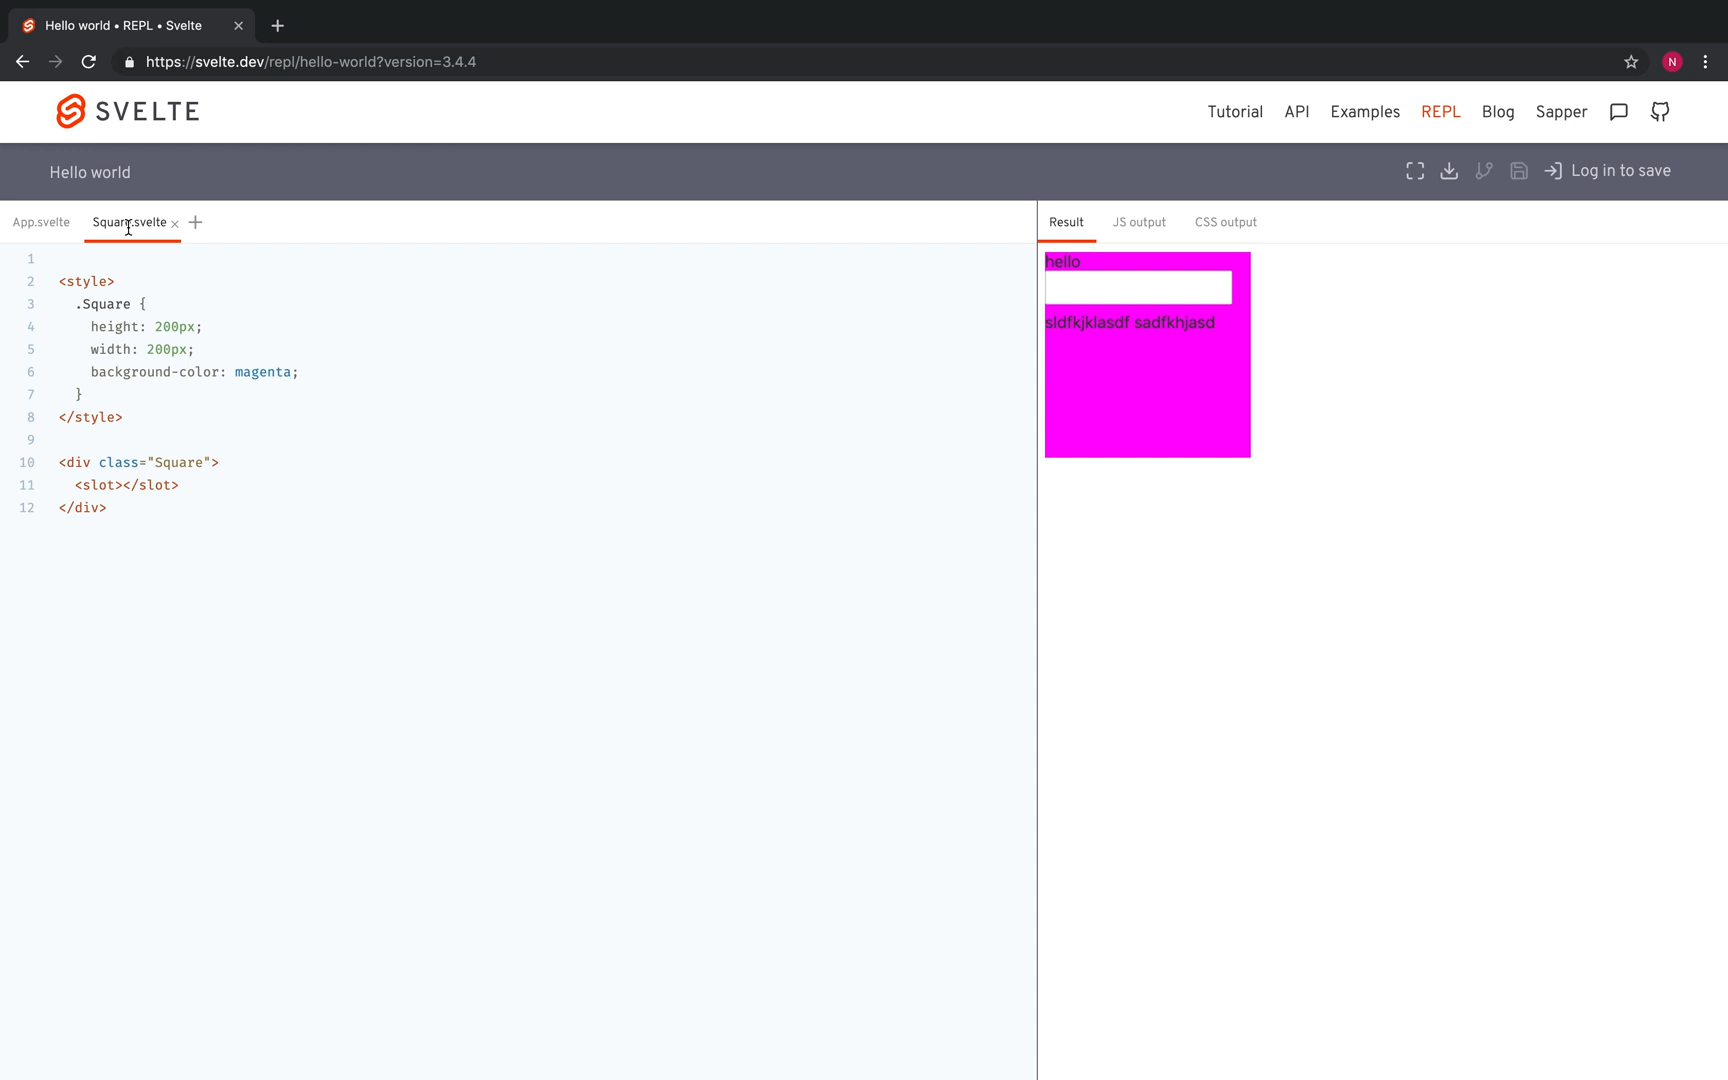 Hello world • REPL • Svelte
https://svelte.dev/repl/hello-world?version=3.4.4
N
SVELTE
Tutorial API Examples REPL Blog Sapper
Hello world
Log in to save
App.svelte Square.svelte
Result JS output CSS output
1
2 <style>
3 .Square {
4 height: 200px;
5 width: 200px;
6 background-color: magenta;
7 }
8 </style>
9
10 <div class="Square">
11 <slot></slot>
12 </div>
hello
sldfkjklasdf sadfkhjasd